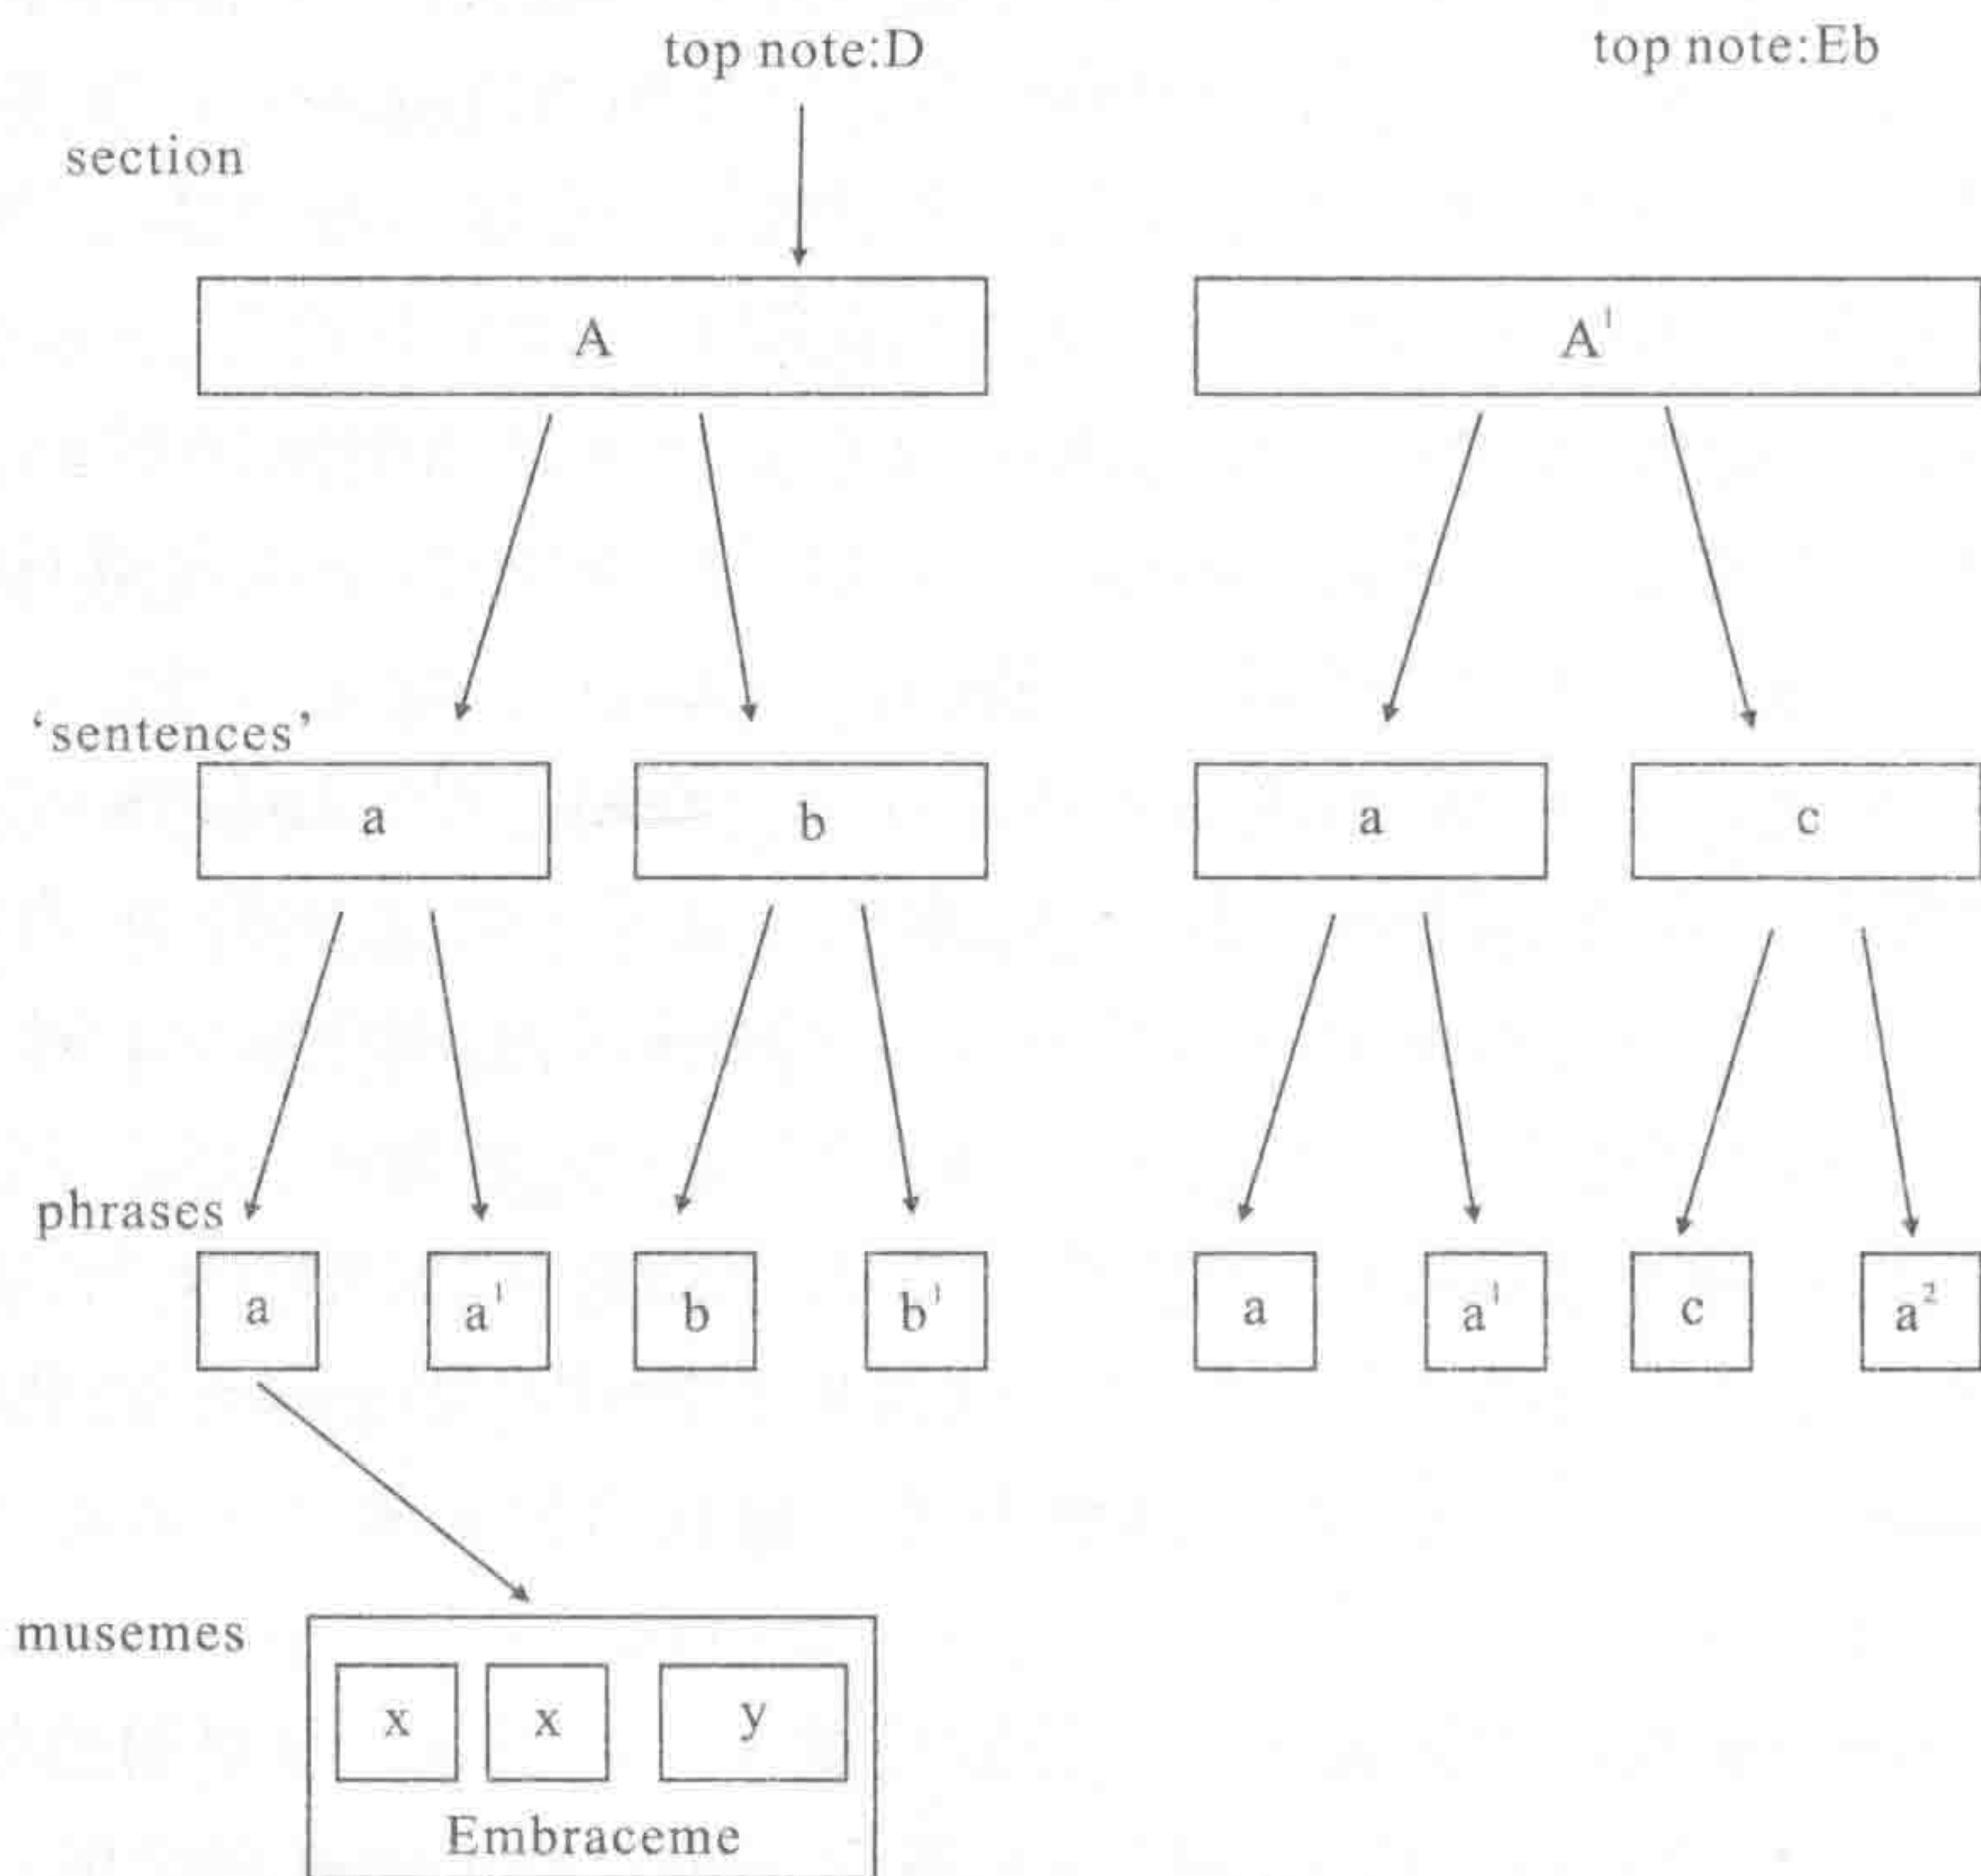 top note:D top note:Eb
section
A A¹
‘sentences’
a b a c
phrases
a a¹ b b¹ a a¹ c a²
musemes
x x y
Embraceme